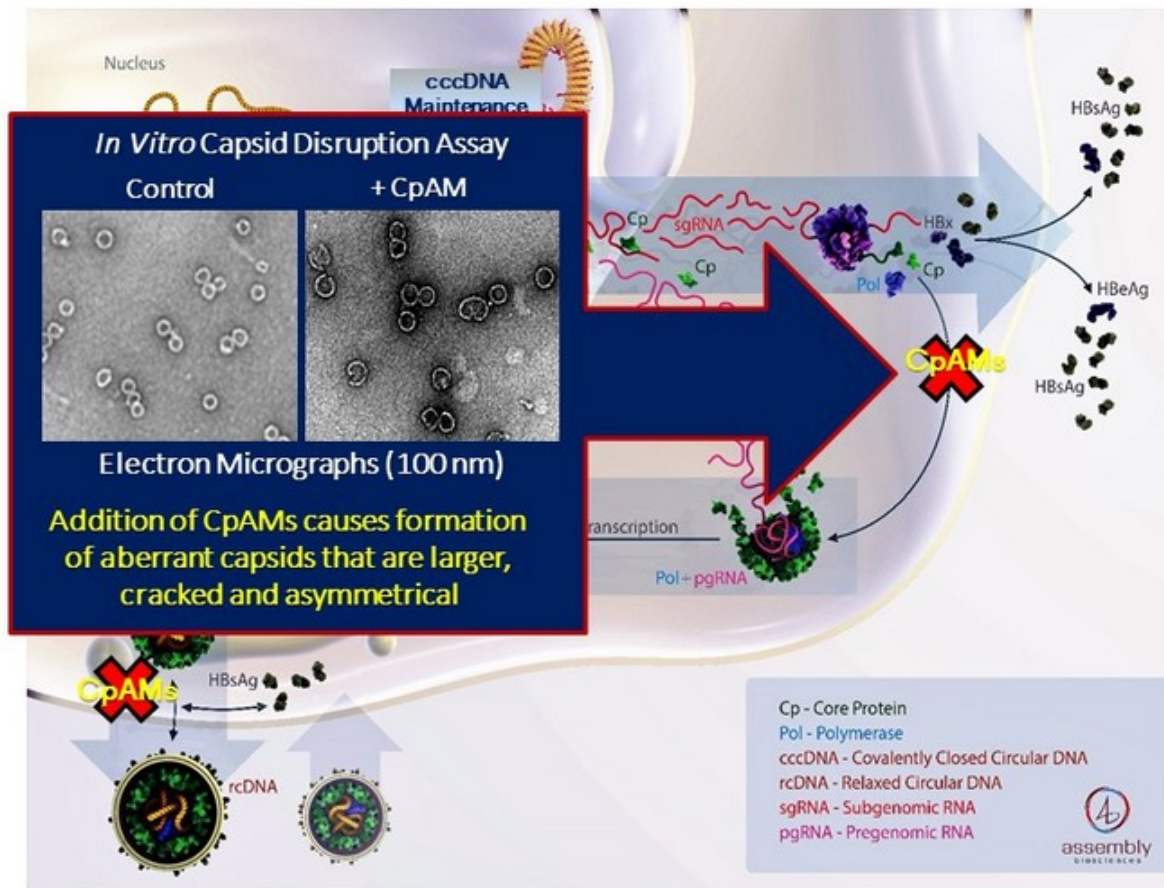 Nucleus
cccDNA
Maintenance
In Vitro Capsid Disruption Assay
Control
+ CpAM
Electron Micrographs (100 nm)
Addition of CpAMs causes formation
of aberrant capsids that are larger,
cracked and asymmetrical
Cp
sgRNA
Cp
HBx
Cp
Pol
HBsAg
HBeAg
HBsAg
CpAMs
ranscription
Pol+pgRNA
CpAMs
HBsAg
rcDNA
Cp - Core Protein
Pol - Polymerase
cccDNA - Covalently Closed Circular DNA
rcDNA - Relaxed Circular DNA
sgRNA - Subgenomic RNA
pgRNA - Pregenomic RNA
assembly
biosciences